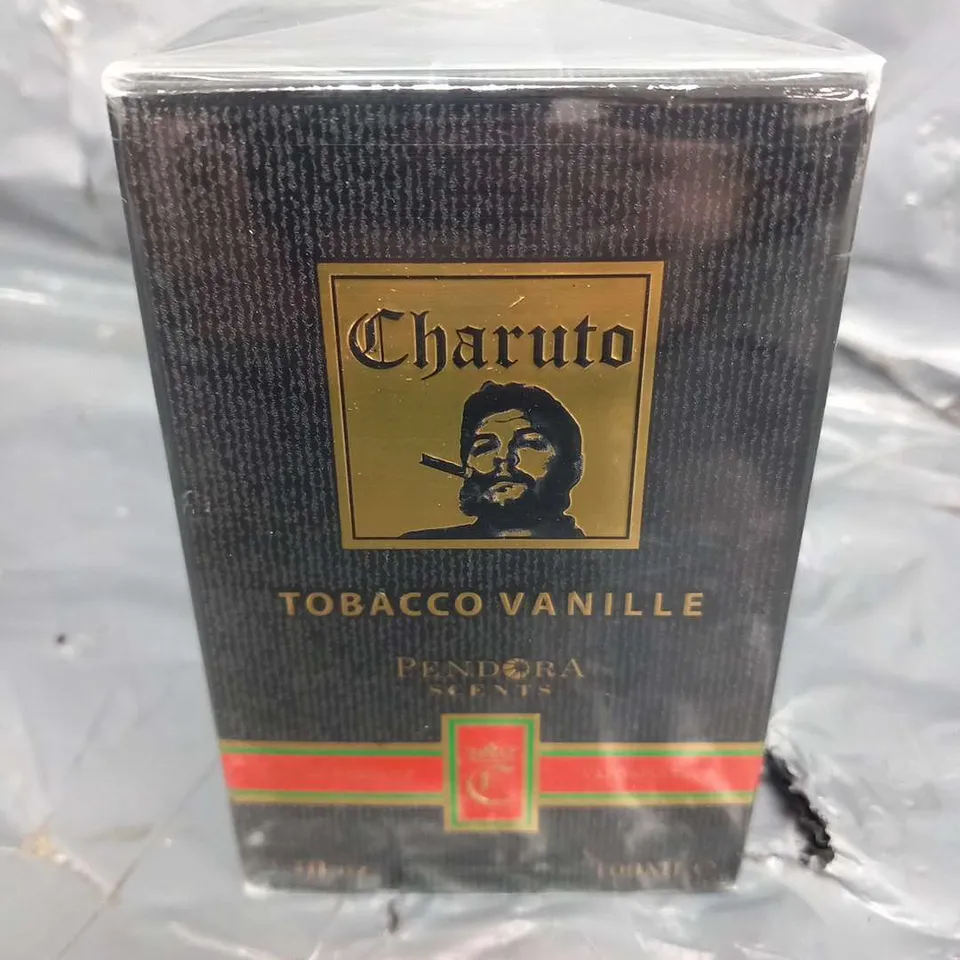 Charuto
TOBACCO VANILLE
PENDORA
SCENTS
C